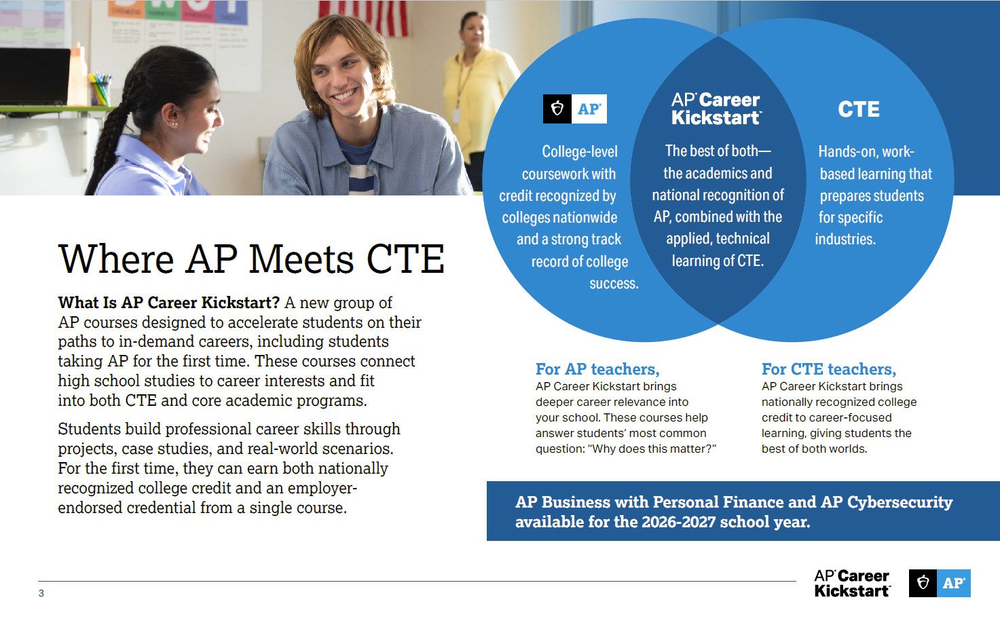 AP® Career
Kickstart™
AP®
CTE
College-level
coursework with
credit recognized by
colleges nationwide
and a strong track
record of college
success.
The best of both—
the academics and
national recognition of
AP, combined with the
applied, technical
learning of CTE.
Hands-on, work-
based learning that
prepares students
for specific
industries.
Where AP Meets CTE
What Is AP Career Kickstart? A new group of
AP courses designed to accelerate students on their
paths to in-demand careers, including students
taking AP for the first time. These courses connect
high school studies to career interests and fit
into both CTE and core academic programs.
Students build professional career skills through
projects, case studies, and real-world scenarios.
For the first time, they can earn both nationally
recognized college credit and an employer-
endorsed credential from a single course.
For AP teachers,
AP Career Kickstart brings
deeper career relevance into
your school. These courses help
answer students’ most common
question: “Why does this matter?”
For CTE teachers,
AP Career Kickstart brings
nationally recognized college
credit to career-focused
learning, giving students the
best of both worlds.
AP Business with Personal Finance and AP Cybersecurity
available for the 2026-2027 school year.
3
AP® Career
Kickstart™
AP®